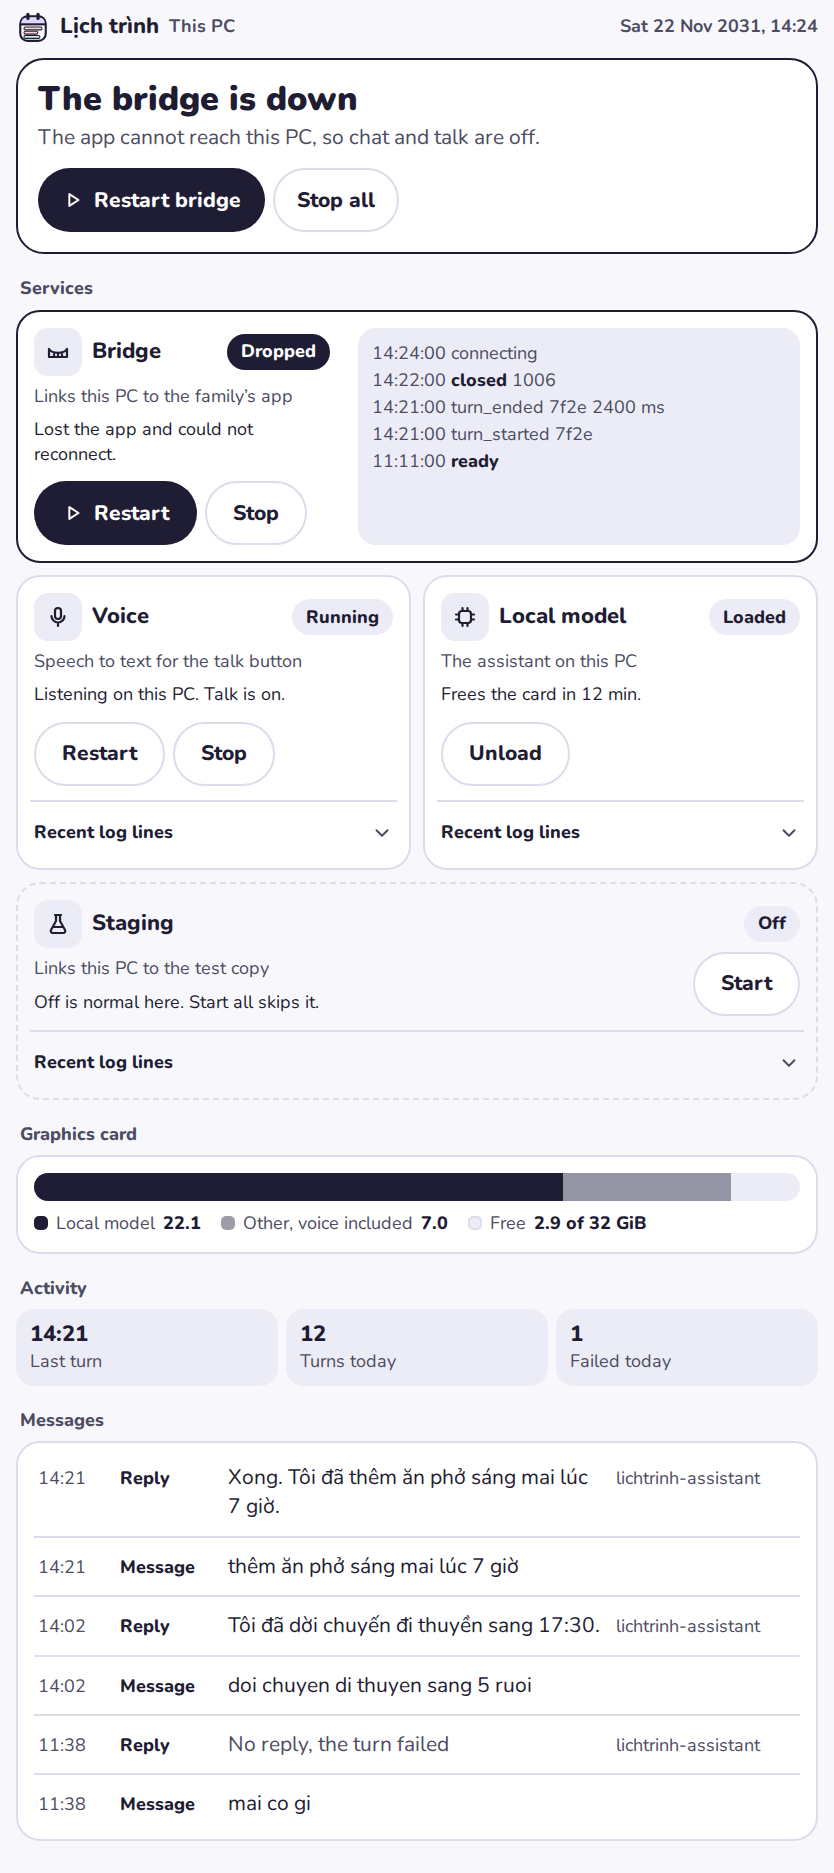 Lịch trình This PC
Sat 22 Nov 2031, 14:24
The bridge is down
The app cannot reach this PC, so chat and talk are off.
Restart bridge
Stop all
Services
Bridge
Dropped
Links this PC to the family’s app
Lost the app and could not
reconnect.
Restart
Stop
14:24:00 connecting
14:22:00 closed 1006
14:21:00 turn_ended 7f2e 2400 ms
14:21:00 turn_started 7f2e
11:11:00 ready
Voice
Running
Speech to text for the talk button
Listening on this PC. Talk is on.
Restart
Stop
Recent log lines
Local model
Loaded
The assistant on this PC
Frees the card in 12 min.
Unload
Recent log lines
Staging
Off
Links this PC to the test copy
Off is normal here. Start all skips it.
Start
Recent log lines
Graphics card
Local model 22.1
Other, voice included 7.0
Free 2.9 of 32 GiB
Activity
14:21
Last turn
12
Turns today
1
Failed today
Messages
14:21 Reply Xong. Tôi đã thêm ăn phở sáng mai lúc lichtrinh-assistant
7 giờ.
14:21 Message thêm ăn phở sáng mai lúc 7 giờ
14:02 Reply Tôi đã dời chuyến đi thuyền sang 17:30. lichtrinh-assistant
14:02 Message doi chuyen di thuyen sang 5 ruoi
11:38 Reply No reply, the turn failed lichtrinh-assistant
11:38 Message mai co gi